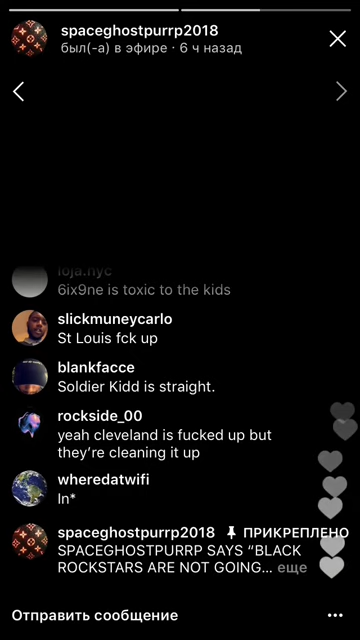 spaceghostpurrp2018
был(-а) в эфире · 6 ч назад
loja.nyc
6ix9ne is toxic to the kids
slickmuneycarlo
St Louis fck up
blankfacce
Soldier Kidd is straight.
rockside_00
yeah cleveland is fucked up but
they're cleaning it up
wheredatwifi
In*
spaceghostpurrp2018 ПРИКРЕПЛЕНО
SPACEGHOSTPURRP SAYS “BLACK
ROCKSTARS ARE NOT GOING... еще
Отправить сообщение